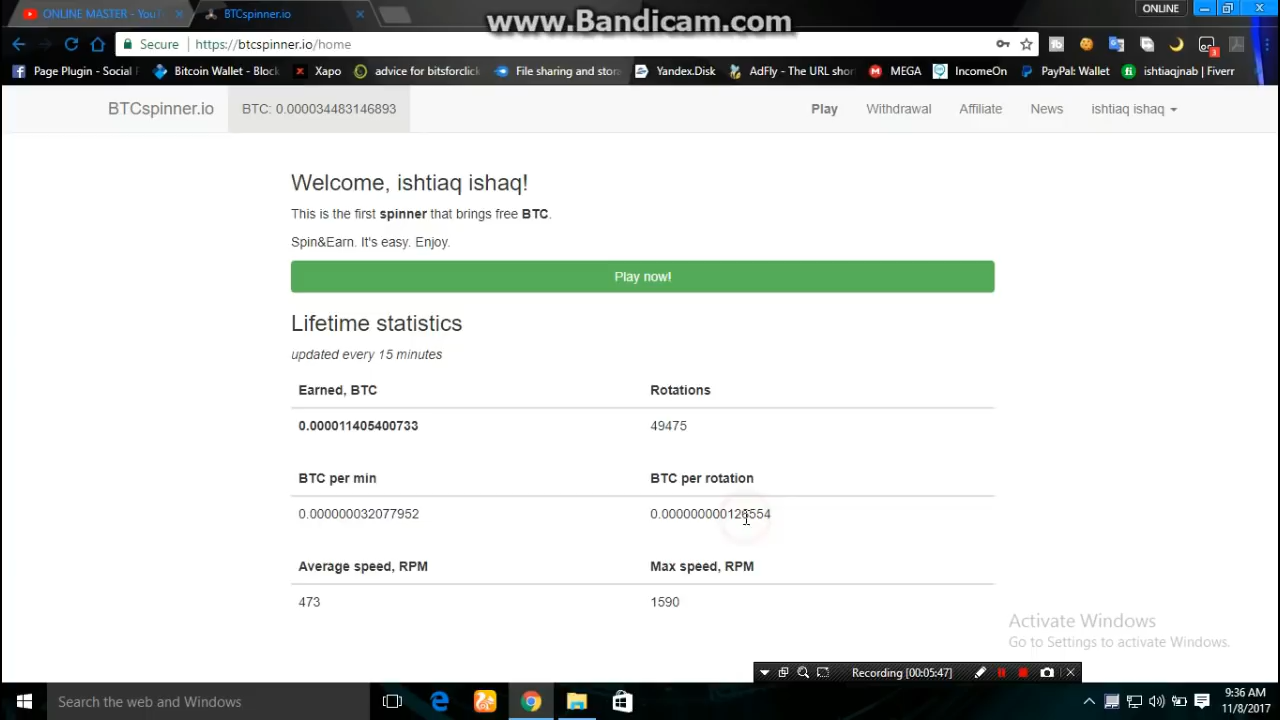 www.Bandicam.com
ONLINE MASTER - YouT
BTCspinner.io
ONLINE
Secure
https://btcspinner.io/home
3
Page Plugin - Social
Bitcoin Wallet - Block
Xapo
advice for bitsforclick
File sharing and stora
Yandex.Disk
AdFly - The URL short
MEGA
IncomeOn
PayPal: Wallet
ishtiaqjnab | Fiverr
BTCspinner.io
BTC: 0.000034483146893
Play
Withdrawal
Affiliate
News
ishtiaq ishaq
Welcome, ishtiaq ishaq!
This is the first spinner that brings free BTC.
Spin&Earn. It's easy. Enjoy.
Play now!
Lifetime statistics
updated every 15 minutes
Earned, BTC
Rotations
0.000011405400733
49475
BTC per min
BTC per rotation
0.000000032077952
0.000000000126554
Average speed, RPM
Max speed, RPM
473
1590
Activate Windows
Go to Settings to activate Windows.
Recording [00:05:47]
Search the web and Windows
9:36 AM
11/8/2017